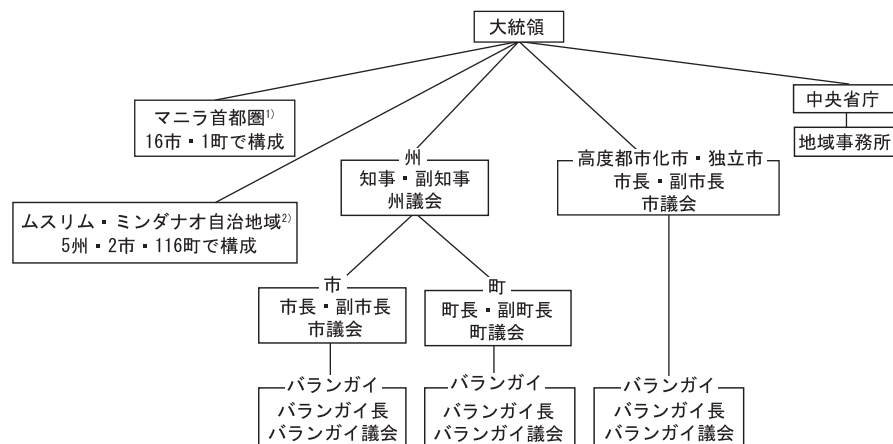 大統領
マニラ首都圏1)
16市・1町で構成
中央省庁
地域事務所
州
知事・副知事
州議会
高度都市化市・独立市
市長・副市長
市議会
ムスリム・ミンダナオ自治地域2)
5州・2市・116町で構成
市
市長・副市長
市議会
町
町長・副町長
町議会
バランガイ
バランガイ長
バランガイ議会
バランガイ
バランガイ長
バランガイ議会
バランガイ
バランガイ長
バランガイ議会